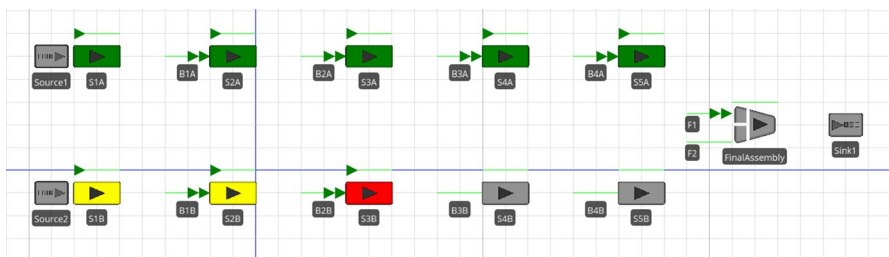 Source1
S1A
B1A
S2A
B2A
S3A
B3A
S4A
B4A
S5A
F1
F2
FinalAssembly
Sink1
Source2
S1B
B1B
S2B
B2B
S3B
B3B
S4B
B4B
S5B